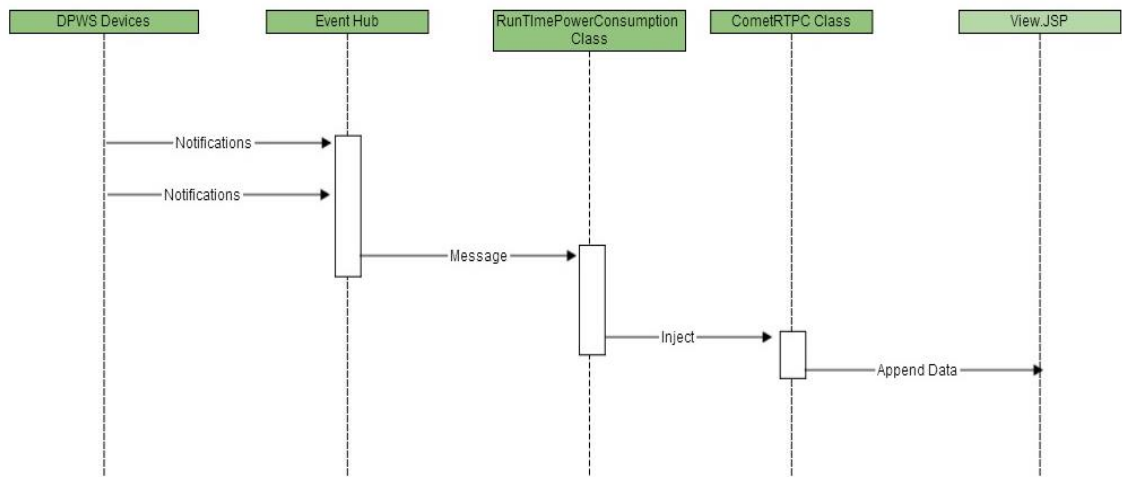 DPWS Devices
Event Hub
RunTImePowerConsumption
Class
CometRTPC Class
View.JSP
Notifications
Notifications
Message
Inject
Append Data